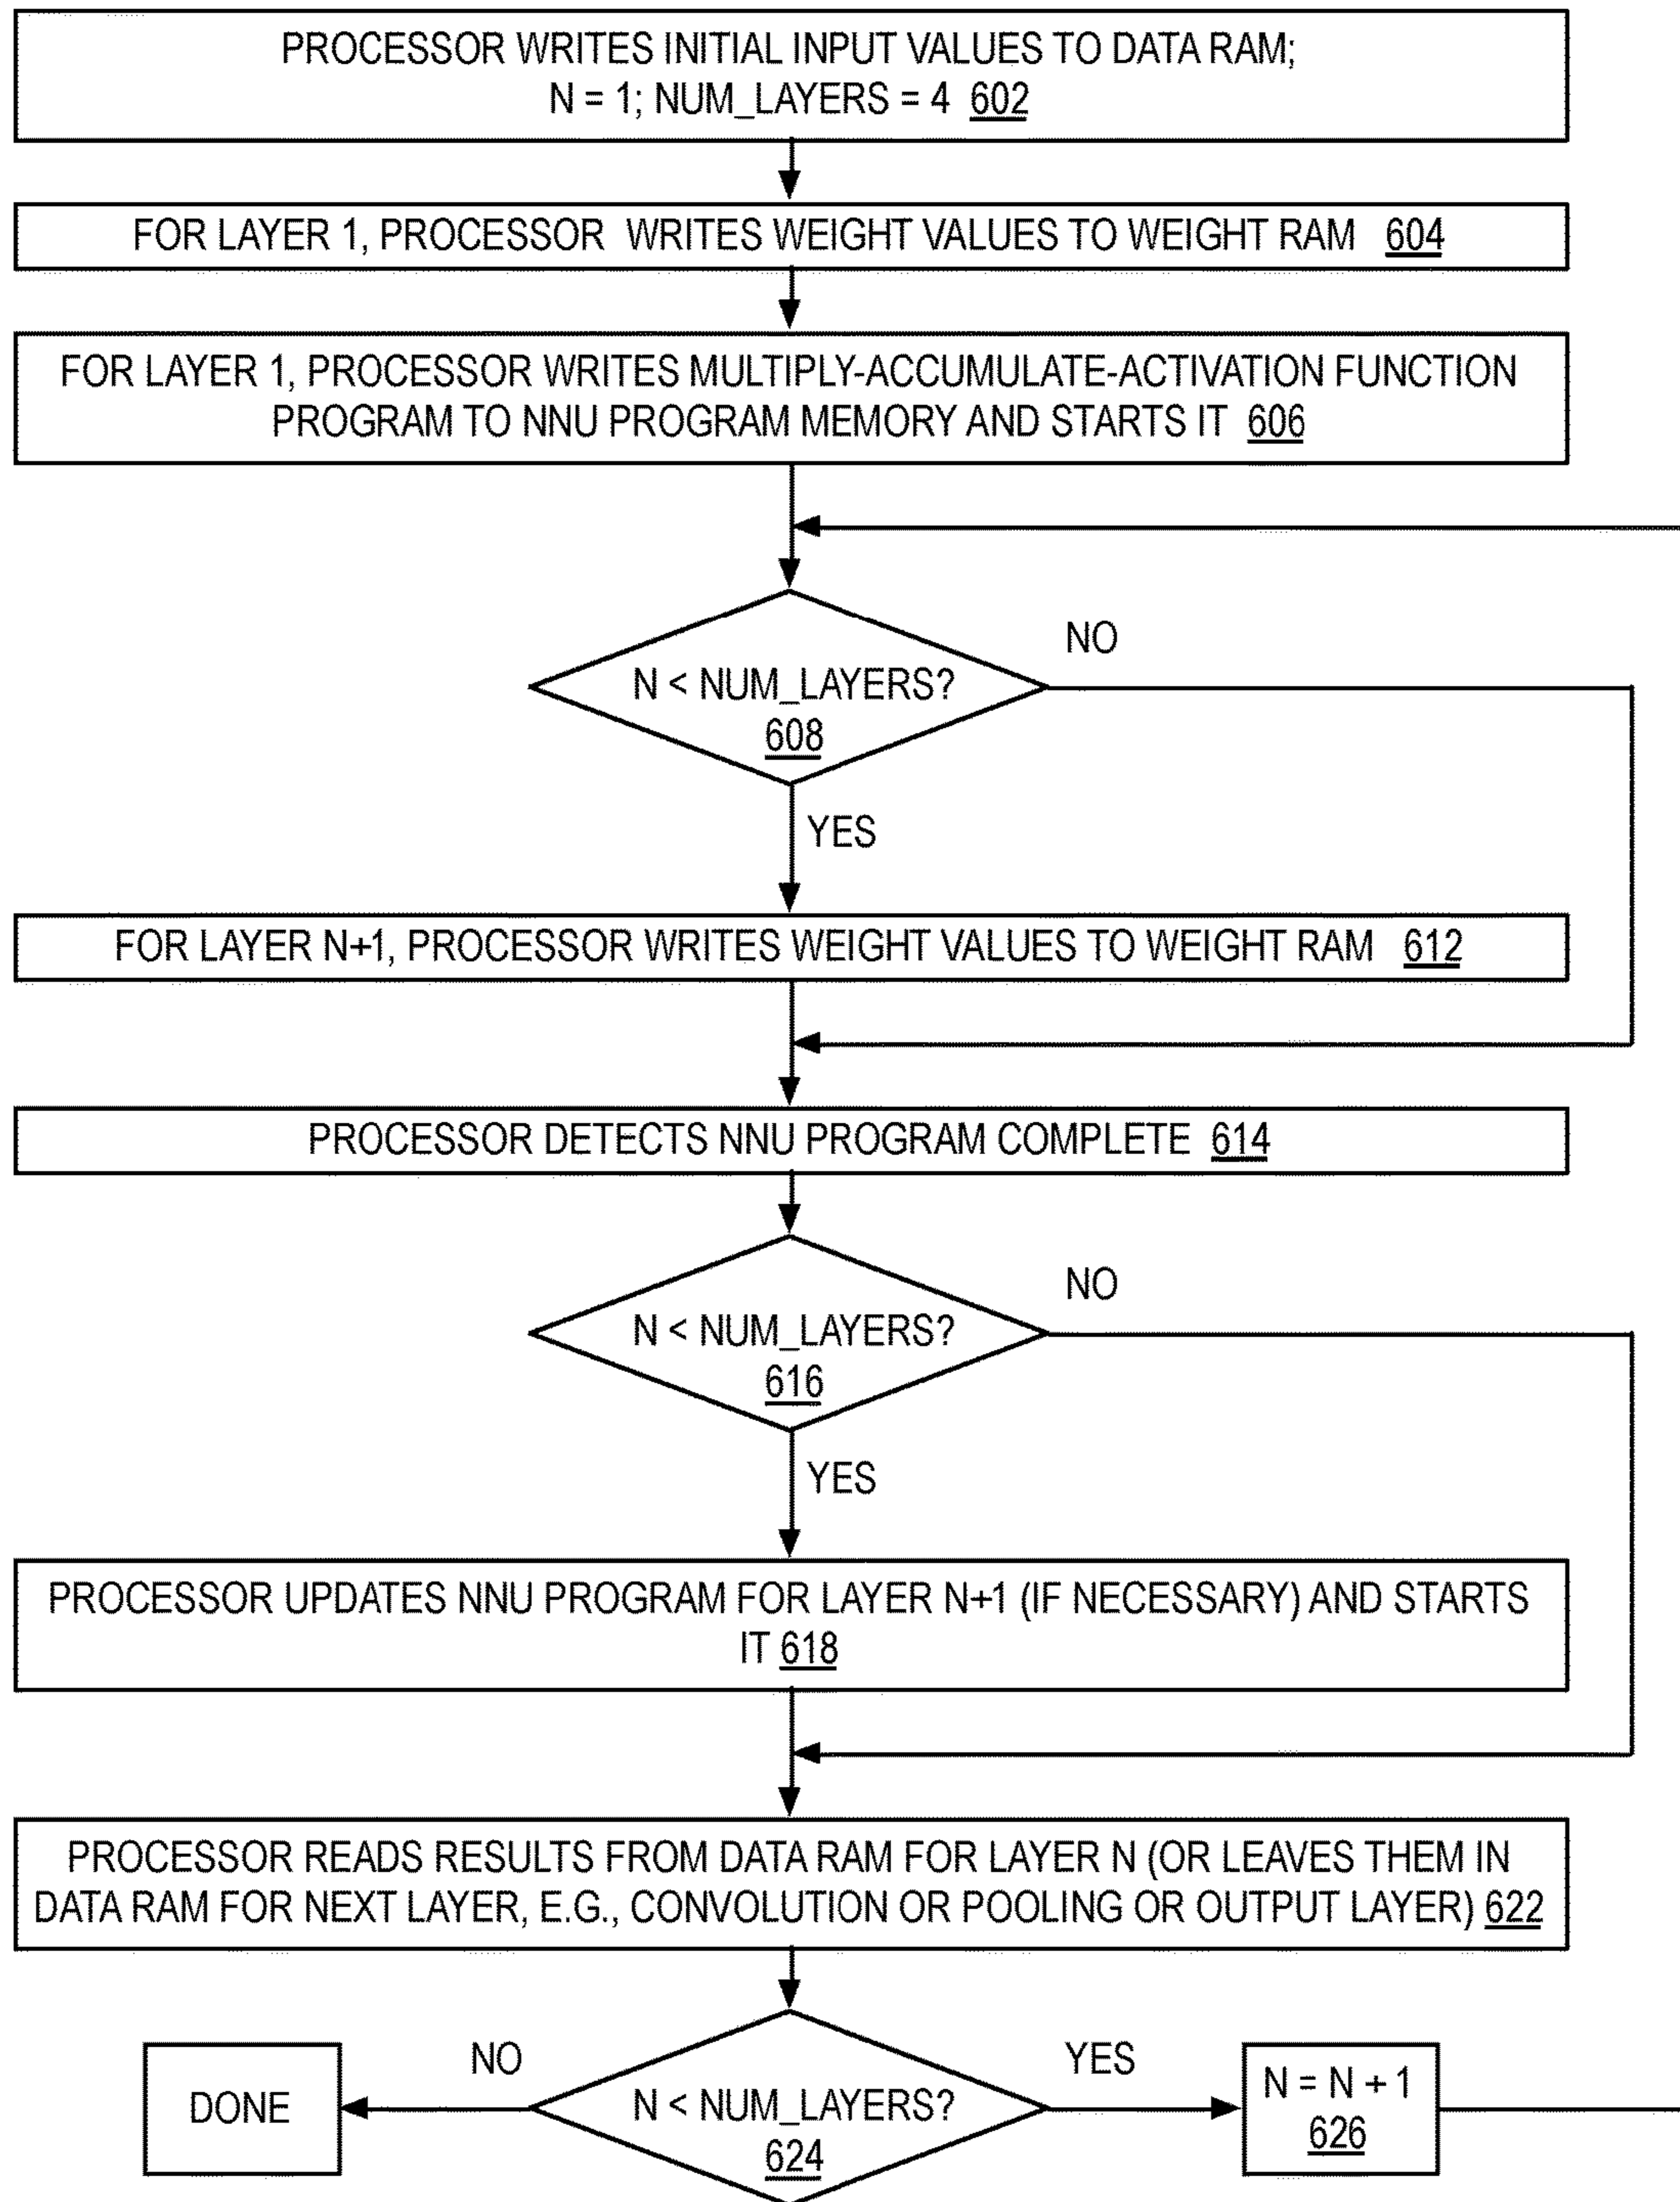 PROCESSOR WRITES INITIAL INPUT VALUES TO DATA RAM;
N = 1; NUM_LAYERS = 4 602
FOR LAYER 1, PROCESSOR WRITES WEIGHT VALUES TO WEIGHT RAM 604
FOR LAYER 1, PROCESSOR WRITES MULTIPLY-ACCUMULATE-ACTIVATION FUNCTION
PROGRAM TO NNU PROGRAM MEMORY AND STARTS IT 606
NO
N < NUM_LAYERS?
608
YES
FOR LAYER N+1, PROCESSOR WRITES WEIGHT VALUES TO WEIGHT RAM 612
PROCESSOR DETECTS NNU PROGRAM COMPLETE 614
NO
N < NUM_LAYERS?
616
YES
PROCESSOR UPDATES NNU PROGRAM FOR LAYER N+1 (IF NECESSARY) AND STARTS
IT 618
PROCESSOR READS RESULTS FROM DATA RAM FOR LAYER N (OR LEAVES THEM IN
DATA RAM FOR NEXT LAYER, E.G., CONVOLUTION OR POOLING OR OUTPUT LAYER) 622
DONE
NO
N < NUM_LAYERS?
624
YES
N = N + 1
626